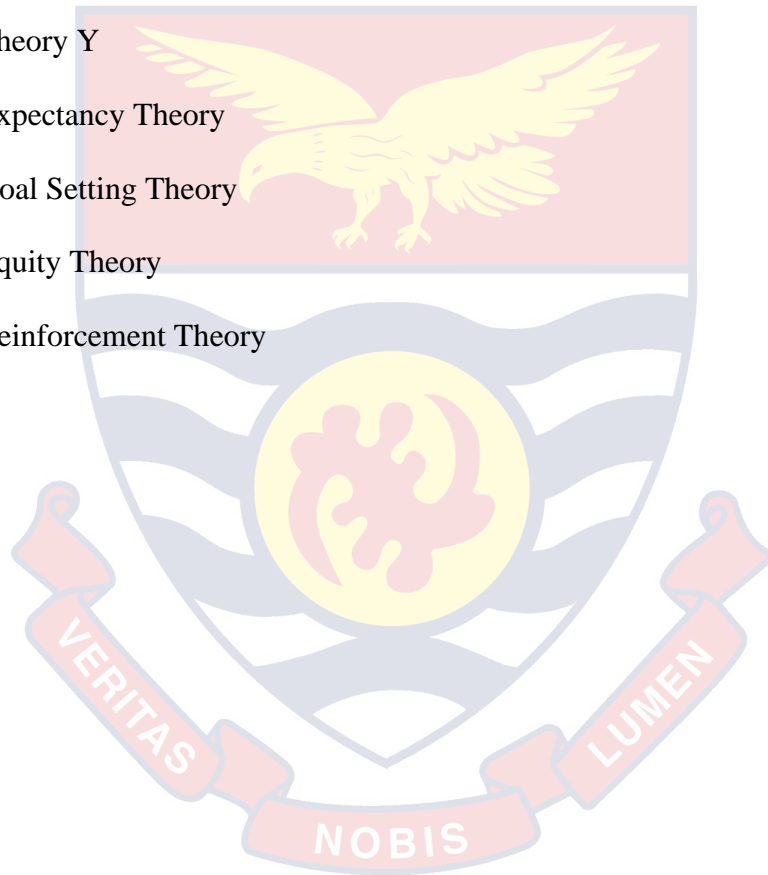 heory Y
xpectancy Theory
oal Setting Theory
quity Theory
einforcement Theory
VERITAS
NOBIS
LUMEN